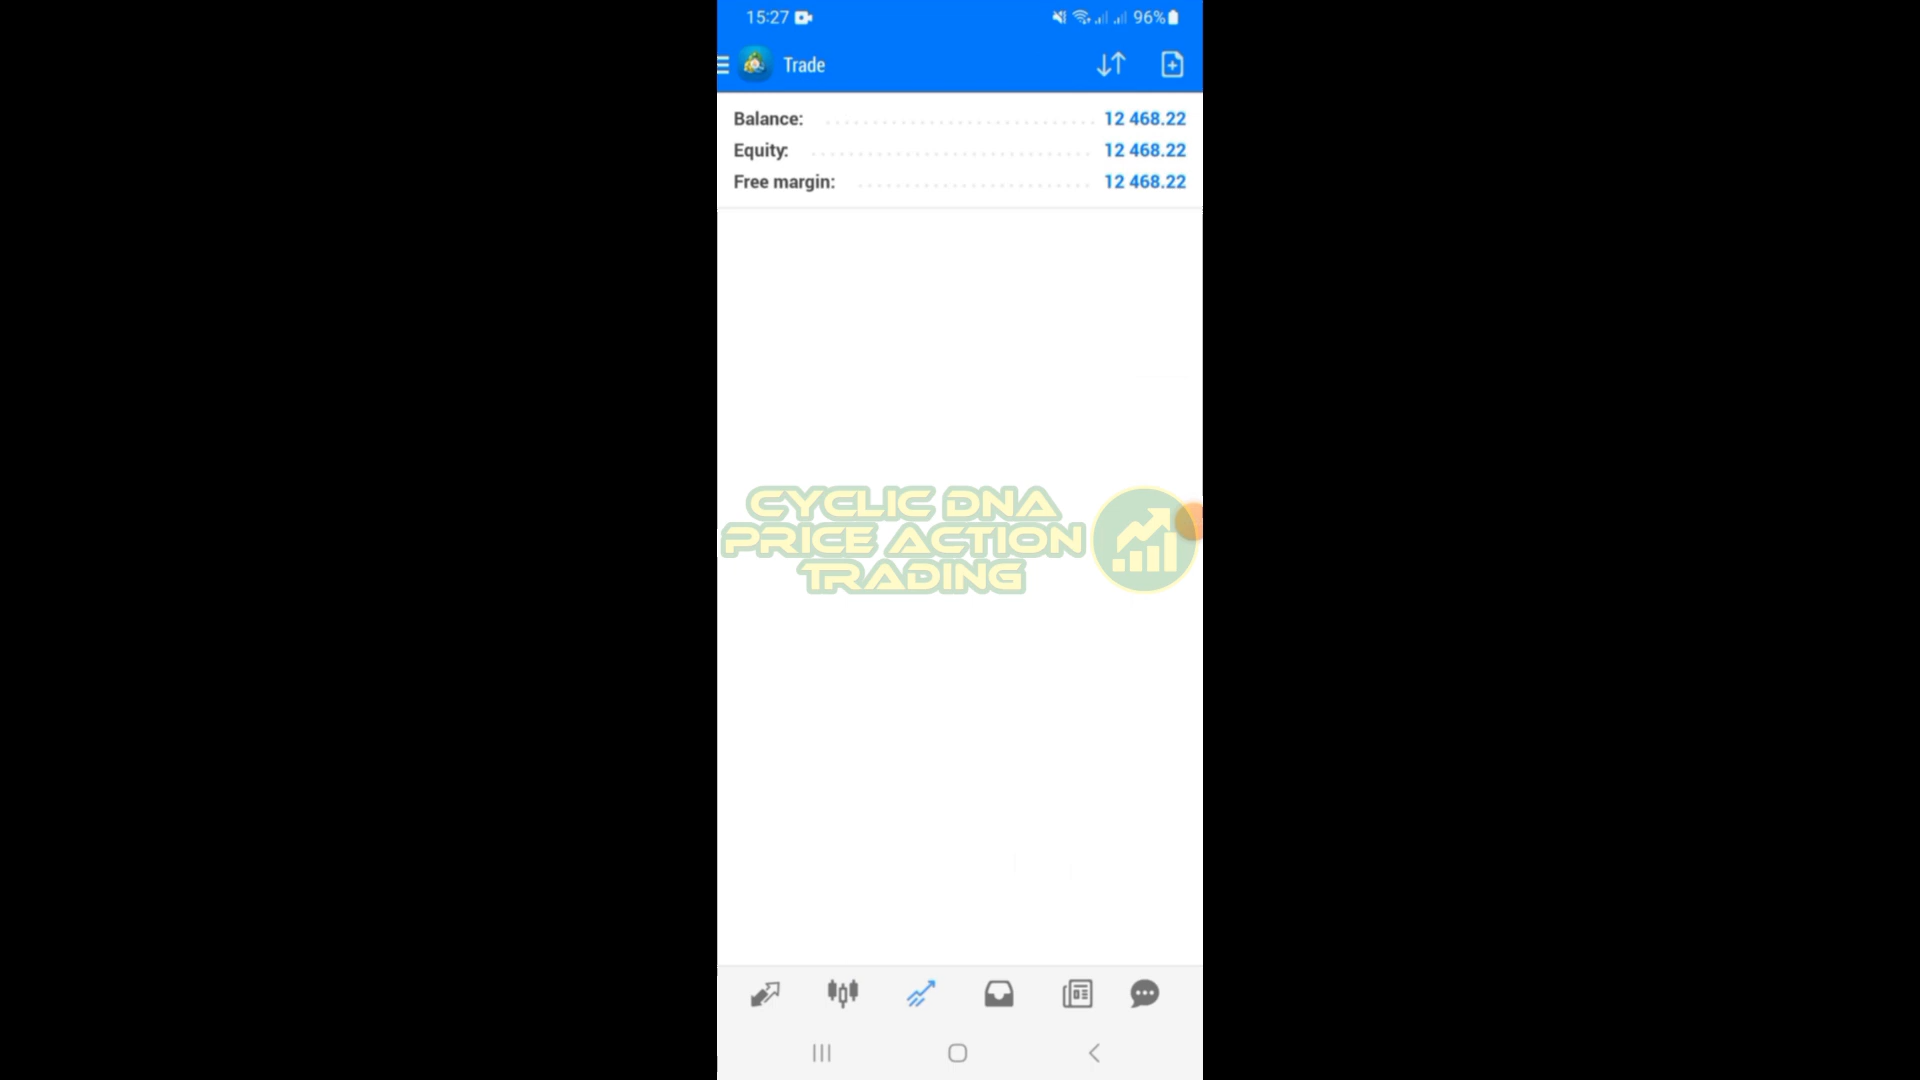 15:27 96%
Trade
Balance: 12 468.22
Equity: 12 468.22
Free margin: 12 468.22
CYCLIC DNA
PRICE ACTION
TRADING